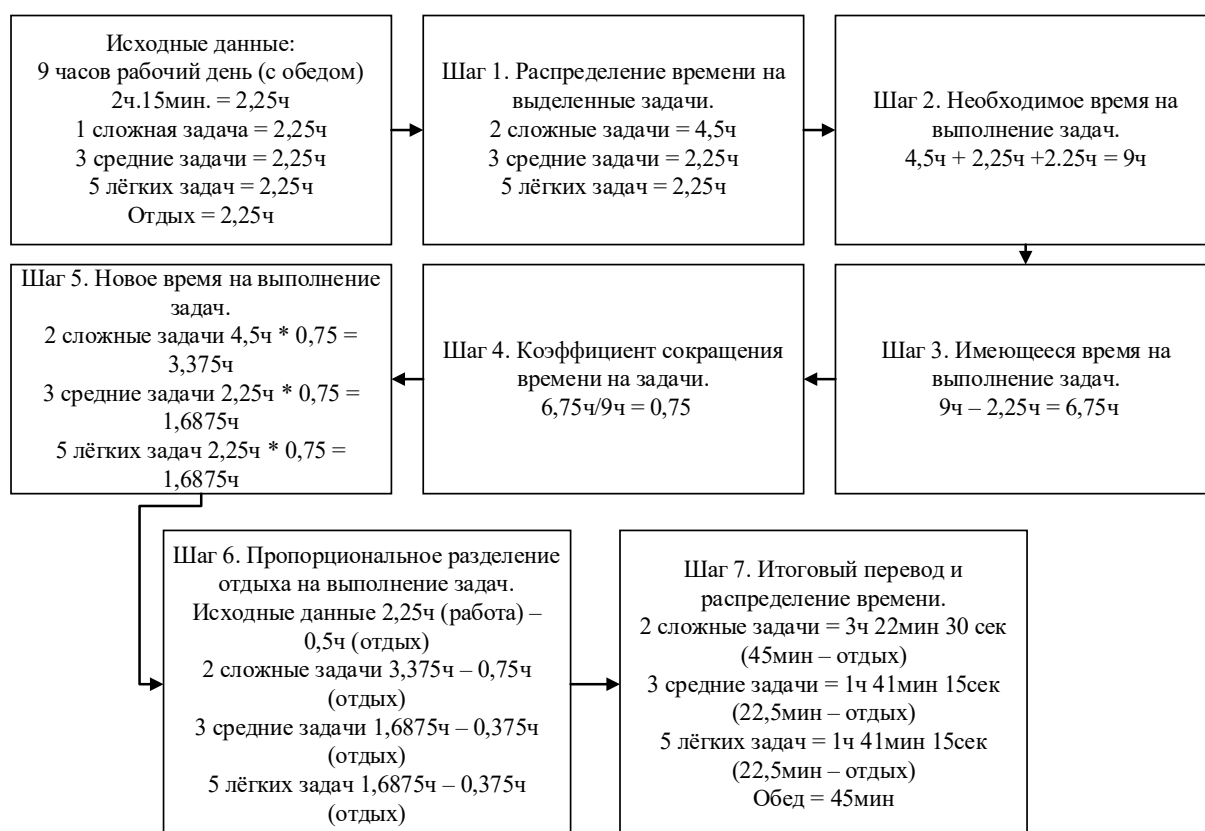 Исходные данные:
9 часов рабочий день (с обедом)
2ч.15мин. = 2,25ч
1 сложная задача = 2,25ч
3 средние задачи = 2,25ч
5 лёгких задач = 2,25ч
Отдых = 2,25ч
Шаг 1. Распределение времени на
выделенные задачи.
2 сложные задачи = 4,5ч
3 средние задачи = 2,25ч
5 лёгких задач = 2,25ч
Шаг 2. Необходимое время на
выполнение задач.
4,5ч + 2,25ч +2.25ч = 9ч
Шаг 3. Имеющееся время на
выполнение задач.
9ч – 2,25ч = 6,75ч
Шаг 4. Коэффициент сокращения
времени на задачи.
6,75ч/9ч = 0,75
Шаг 5. Новое время на выполнение
задач.
2 сложные задачи 4,5ч * 0,75 =
3,375ч
3 средние задачи 2,25ч * 0,75 =
1,6875ч
5 лёгких задач 2,25ч * 0,75 =
1,6875ч
Шаг 6. Пропорциональное разделение
отдыха на выполнение задач.
Исходные данные 2,25ч (работа) –
0,5ч (отдых)
2 сложные задачи 3,375ч – 0,75ч
(отдых)
3 средние задачи 1,6875ч – 0,375ч
(отдых)
5 лёгких задач 1,6875ч – 0,375ч
(отдых)
Шаг 7. Итоговый перевод и
распределение времени.
2 сложные задачи = 3ч 22мин 30 сек
(45мин – отдых)
3 средние задачи = 1ч 41мин 15сек
(22,5мин – отдых)
5 лёгких задач = 1ч 41мин 15сек
(22,5мин – отдых)
Обед = 45мин